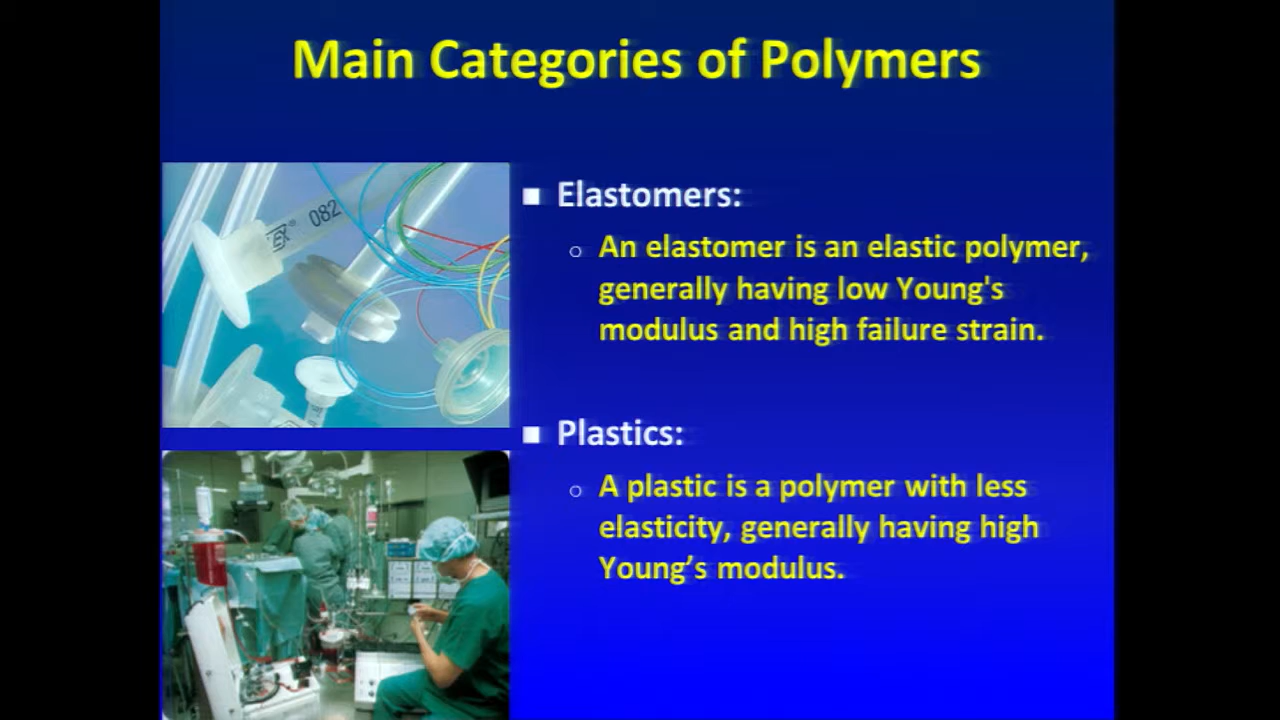 Main Categories of Polymers
082
Elastomers:
An elastomer is an elastic polymer,
generally having low Young's
modulus and high failure strain.
Plastics:
A plastic is a polymer with less
elasticity, generally having high
Young’s modulus.